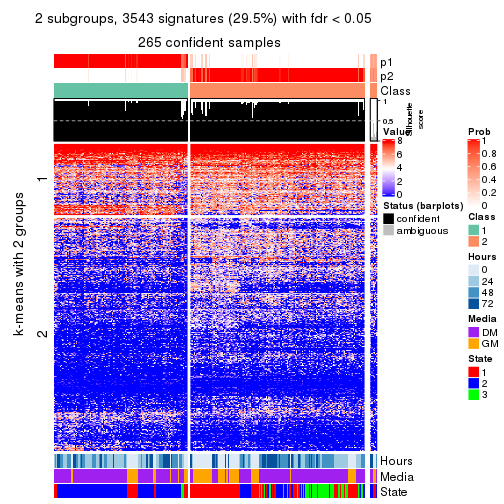 2 subgroups, 3543 signatures (29.5%) with fdr < 0.05
265 confident samples
p1
p2
Class
1
0.5
Silhouette
score
k-means with 2 groups
1
2
Hours
Media
State
Value
8
6
4
2
0
Status (barplots)
confident
ambiguous
Prob
1
0.8
0.6
0.4
0.2
0
Class
1
2
Hours
0
24
48
72
Media
DM
GM
State
1
2
3